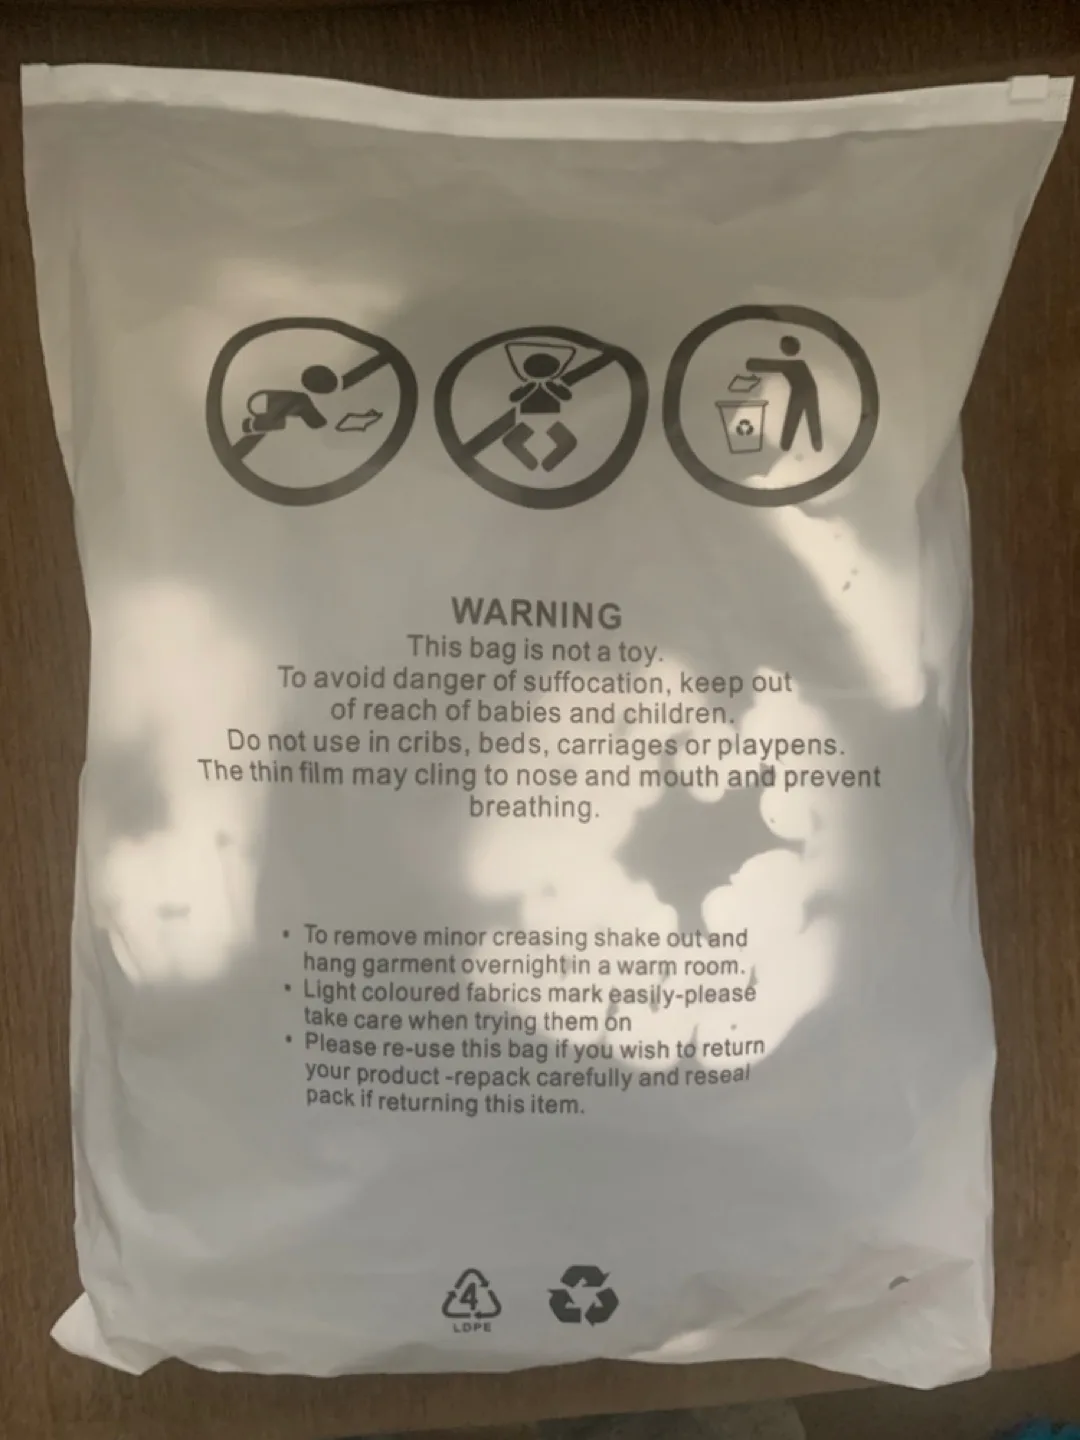 WARNING
This bag is not a toy.
To avoid danger of suffocation, keep out
of reach of babies and children.
Do not use in cribs, beds, carriages or playpens.
The thin film may cling to nose and mouth and prevent
breathing.
• To remove minor creasing shake out and
hang garment overnight in a warm room.
• Light coloured fabrics mark easily-please
take care when trying them on
• Please re-use this bag if you wish to return
your product -repack carefully and reseal
pack if returning this item.
4
LDPE